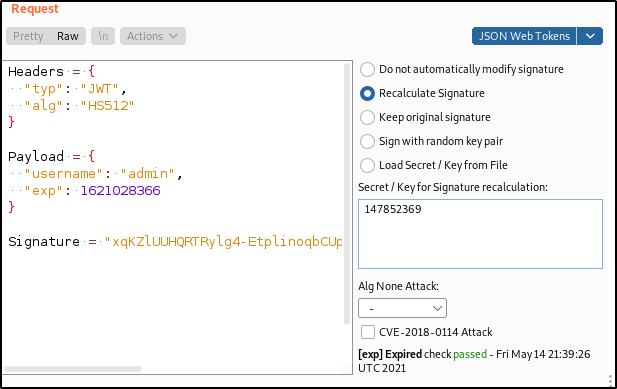 Request
Pretty Raw \n Actions
JSON Web Tokens
Headers = {
"typ": "JWT",
"alg": "HS512"
}
Payload = {
"username": "admin",
"exp": 1621028366
}
Signature = "xqKZlUUHQRTRylg4-EtplinoqbCUp
Do not automatically modify signature
Recalculate Signature
Keep original signature
Sign with random key pair
Load Secret / Key from File
Secret / Key for Signature recalculation:
147852369
Alg None Attack:
-
CVE-2018-0114 Attack
[exp] Expired check passed - Fri May 14 21:39:26
UTC 2021